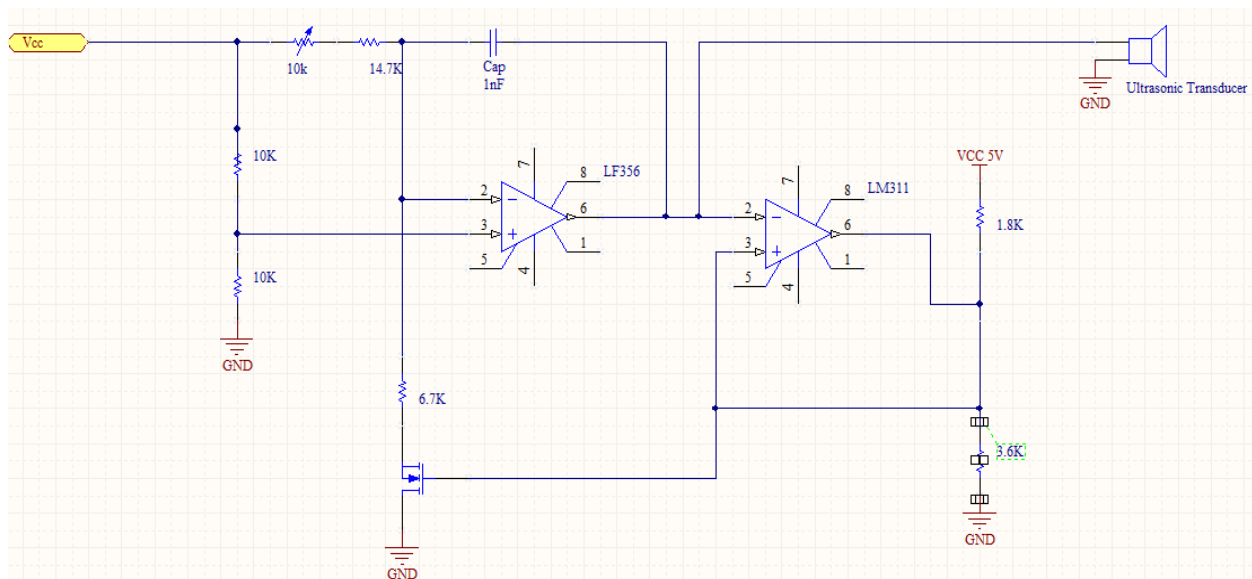 Vcc
10k
14.7K
Cap
1nF
Ultrasonic Transducer
GND
10K
7
8
LF356
2
6
3
5
4
1
VCC 5V
7
8
LM311
2
6
3
5
4
1
1.8K
10K
GND
6.7K
3.6K
GND
GND